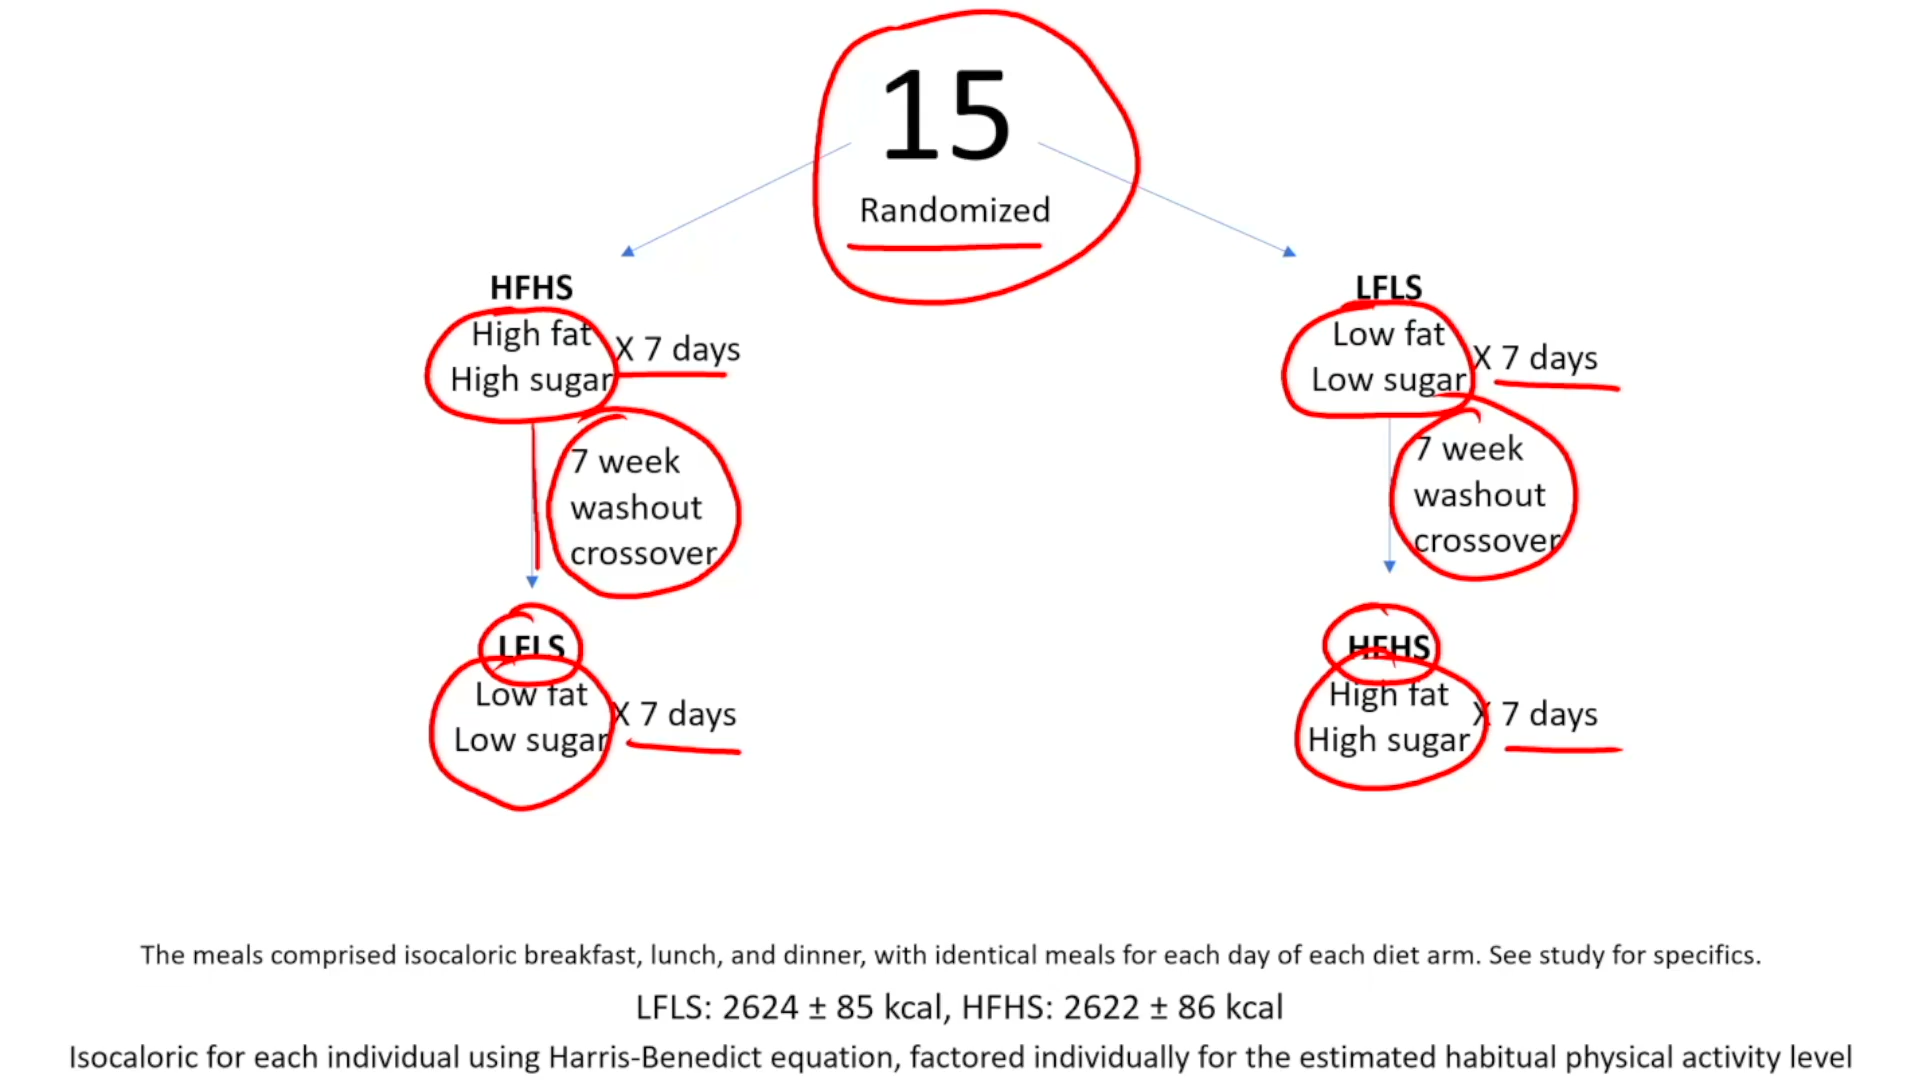 15
Randomized
HFHS
High fat
High sugar
X 7 days
7 week
washout
crossover
LFLS
Low fat
Low sugar
X 7 days
LFLS
Low fat
Low sugar
X 7 days
7 week
washout
crossover
HFHS
High fat
High sugar
X 7 days
The meals comprised isocaloric breakfast, lunch, and dinner, with identical meals for each day of each diet arm. See study for specifics.
LFLS: 2624 ± 85 kcal, HFHS: 2622 ± 86 kcal
Isocaloric for each individual using Harris-Benedict equation, factored individually for the estimated habitual physical activity level